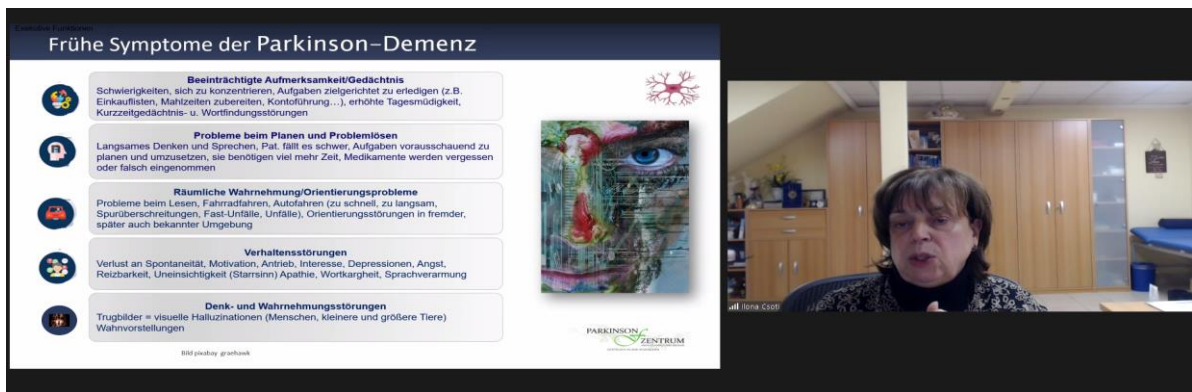 Exekutive Funktionen
Frühe Symptome der Parkinson-Demenz
Beeinträchtigte Aufmerksamkeit/Gedächtnis
Schwierigkeiten, sich zu konzentrieren, Aufgaben zielgerichtet zu erledigen (z.B.
Einkauflisten, Mahlzeiten zubereiten, Kontoführung…), erhöhte Tagesmüdigkeit,
Kurzzeitgedächtnis- u. Wortfindungsstörungen
Probleme beim Planen und Problemlösen
Langsames Denken und Sprechen, Pat. fällt es schwer, Aufgaben vorausschauend zu
planen und umzusetzen, sie benötigen viel mehr Zeit, Medikamente werden vergessen
oder falsch eingenommen
Räumliche Wahrnehmung/Orientierungsprobleme
Probleme beim Lesen, Fahrradfahren, Autofahren (zu schnell, zu langsam,
Spurüberschreitungen, Fast-Unfälle, Unfälle), Orientierungsstörungen in fremder,
später auch bekannter Umgebung
Verhaltensstörungen
Verlust an Spontaneität, Motivation, Antrieb, Interesse, Depressionen, Angst,
Reizbarkeit, Uneinsichtigkeit (Starrsinn) Apathie, Wortkargheit, Sprachverarmung
Denk- und Wahrnehmungsstörungen
Trugbilder = visuelle Halluzinationen (Menschen, kleinere und größere Tiere)
Wahnvorstellungen
Bild pixabay graehawk
PARKINSON
ZENTRUM
Ilona Csoti